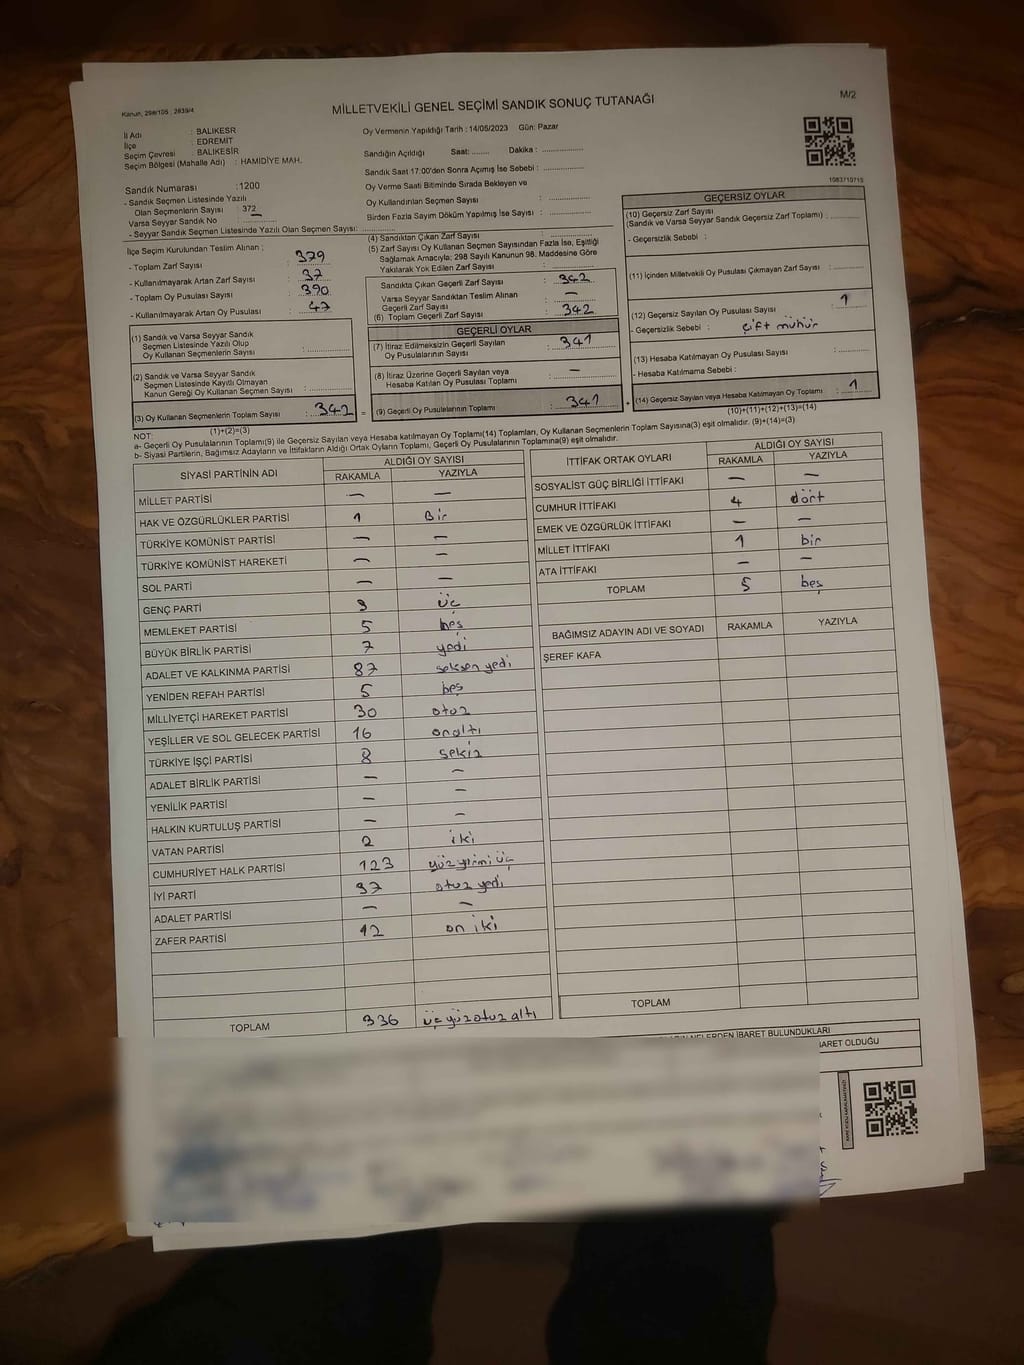 Kanun, 298/105 , 2839/4
MİLLETVEKİLİ GENEL SEÇİMİ SANDIK SONUÇ TUTANAĞI
M/2
İl Adı : BALIKESİR
İlçe : EDREMİT
Seçim Çevresi : BALIKESİR
Seçim Bölgesi (Mahalle Adı) : HAMİDİYE MAH.
Sandık Numarası : 1200
- Sandık Seçmen Listesinde Yazılı
Olan Seçmenlerin Sayısı : 372
Varsa Seyyar Sandık No :
- Seyyar Sandık Seçmen Listesinde Yazılı Olan Seçmen Sayısı:
Oy Vermenin Yapıldığı Tarih : 14/05/2023 Gün: Pazar
Sandığın Açıldığı Saat: ........ Dakika : ................
Sandık Saat 17:00'den Sonra Açımış İse Sebebi : ................
Oy Verme Saati Bitiminde Sırada Bekleyen ve
Oy Kullandırılan Seçmen Sayısı : ................
Birden Fazla Sayım Döküm Yapılmış İse Sayısı : ................
1083710715
İlçe Seçim Kurulundan Teslim Alınan ;
- Toplam Zarf Sayısı : 379
- Kullanılmayarak Artan Zarf Sayısı : 37
- Toplam Oy Pusulası Sayısı : 390
- Kullanılmayarak Artan Oy Pusulası : 47
(1) Sandık ve Varsa Seyyar Sandık
Seçmen Listesinde Yazılı Olup
Oy Kullanan Seçmenlerin Sayısı : ................
(2) Sandık ve Varsa Seyyar Sandık
Seçmen Listesinde Kayıtlı Olmayan
Kanun Gereği Oy Kullanan Seçmen Sayısı : ................
(3) Oy Kullanan Seçmenlerin Toplam Sayısı : 342 =
(1)+(2)=(3)
(4) Sandıktan Çıkan Zarf Sayısı : ................
(5) Zarf Sayısı Oy Kullanan Seçmen Sayısından Fazla İse, Eşitliği
Sağlamak Amacıyla; 298 Sayılı Kanunun 98. Maddesine Göre
Yakılarak Yok Edilen Zarf Sayısı : ................
Sandıkta Çıkan Geçerli Zarf Sayısı : 342
Varsa Seyyar Sandıktan Teslim Alınan
Geçerli Zarf Sayısı : —
(6) Toplam Geçerli Zarf Sayısı : 342
GEÇERLİ OYLAR
(7) İtiraz Edilmeksizin Geçerli Sayılan
Oy Pusulalarının Sayısı : 341
(8) İtiraz Üzerine Geçerli Sayılan veya
Hesaba Katılan Oy Pusulası Toplamı : —
(9) Geçerli Oy Pusulalarının Toplamı : 341 +
GEÇERSİZ OYLAR
(10) Geçersiz Zarf Sayısı
(Sandık ve Varsa Seyyar Sandık Geçersiz Zarf Toplamı) : ................
- Geçersizlik Sebebi :
(11) İçinden Milletvekili Oy Pusulası Çıkmayan Zarf Sayısı : ................
(12) Geçersiz Sayılan Oy Pusulası Sayısı : 1
- Geçersizlik Sebebi : çift mühür
(13) Hesaba Katılmayan Oy Pusulası Sayısı : ................
- Hesaba Katılmama Sebebi :
(14) Geçersiz Sayılan veya Hesaba Katılmayan Oy Toplamı : 1
(10)+(11)+(12)+(13)=(14)
NOT:
a- Geçerli Oy Pusulalarının Toplamı(9) ile Geçersiz Sayılan veya Hesaba katılmayan Oy Toplamı(14) Toplamları, Oy Kullanan Seçmenlerin Toplam Sayısına(3) eşit olmalıdır. (9)+(14)=(3)
b- Siyasi Partilerin, Bağımsız Adayların ve İttifakların Aldığı Ortak Oyların Toplamı, Geçerli Oy Pusulalarının Toplamına(9) eşit olmalıdır.
SİYASİ PARTİNİN ADI ALDIĞI OY SAYISI
RAKAMLA YAZIYLA
MİLLET PARTİSİ — —
HAK VE ÖZGÜRLÜKLER PARTİSİ 1 Bir
TÜRKİYE KOMÜNİST PARTİSİ — —
TÜRKİYE KOMÜNİST HAREKETİ — —
SOL PARTİ — —
GENÇ PARTİ 3 üç
MEMLEKET PARTİSİ 5 beş
BÜYÜK BİRLİK PARTİSİ 7 yedi
ADALET VE KALKINMA PARTİSİ 87 seksen yedi
YENİDEN REFAH PARTİSİ 5 beş
MİLLİYETÇİ HAREKET PARTİSİ 30 otuz
YEŞİLLER VE SOL GELECEK PARTİSİ 16 onaltı
TÜRKİYE İŞÇİ PARTİSİ 8 sekiz
ADALET BİRLİK PARTİSİ — —
YENİLİK PARTİSİ — —
HALKIN KURTULUŞ PARTİSİ — —
VATAN PARTİSİ 2 iki
CUMHURİYET HALK PARTİSİ 123 yüz yirmi üç
İYİ PARTİ 37 otuz yedi
ADALET PARTİSİ — —
ZAFER PARTİSİ 12 on iki
TOPLAM 336 üçyüzotuz altı
İTTİFAK ORTAK OYLARI ALDIĞI OY SAYISI
RAKAMLA YAZIYLA
SOSYALİST GÜÇ BİRLİĞİ İTTİFAKI — —
CUMHUR İTTİFAKI 4 dört
EMEK VE ÖZGÜRLÜK İTTİFAKI — —
MİLLET İTTİFAKI 1 bir
ATA İTTİFAKI — —
TOPLAM 5 beş
BAĞIMSIZ ADAYIN ADI VE SOYADI RAKAMLA YAZIYLA
ŞEREF KAFA
TOPLAM
NELERDEN İBARET BULUNDUKLARI
BARET OLDUĞU